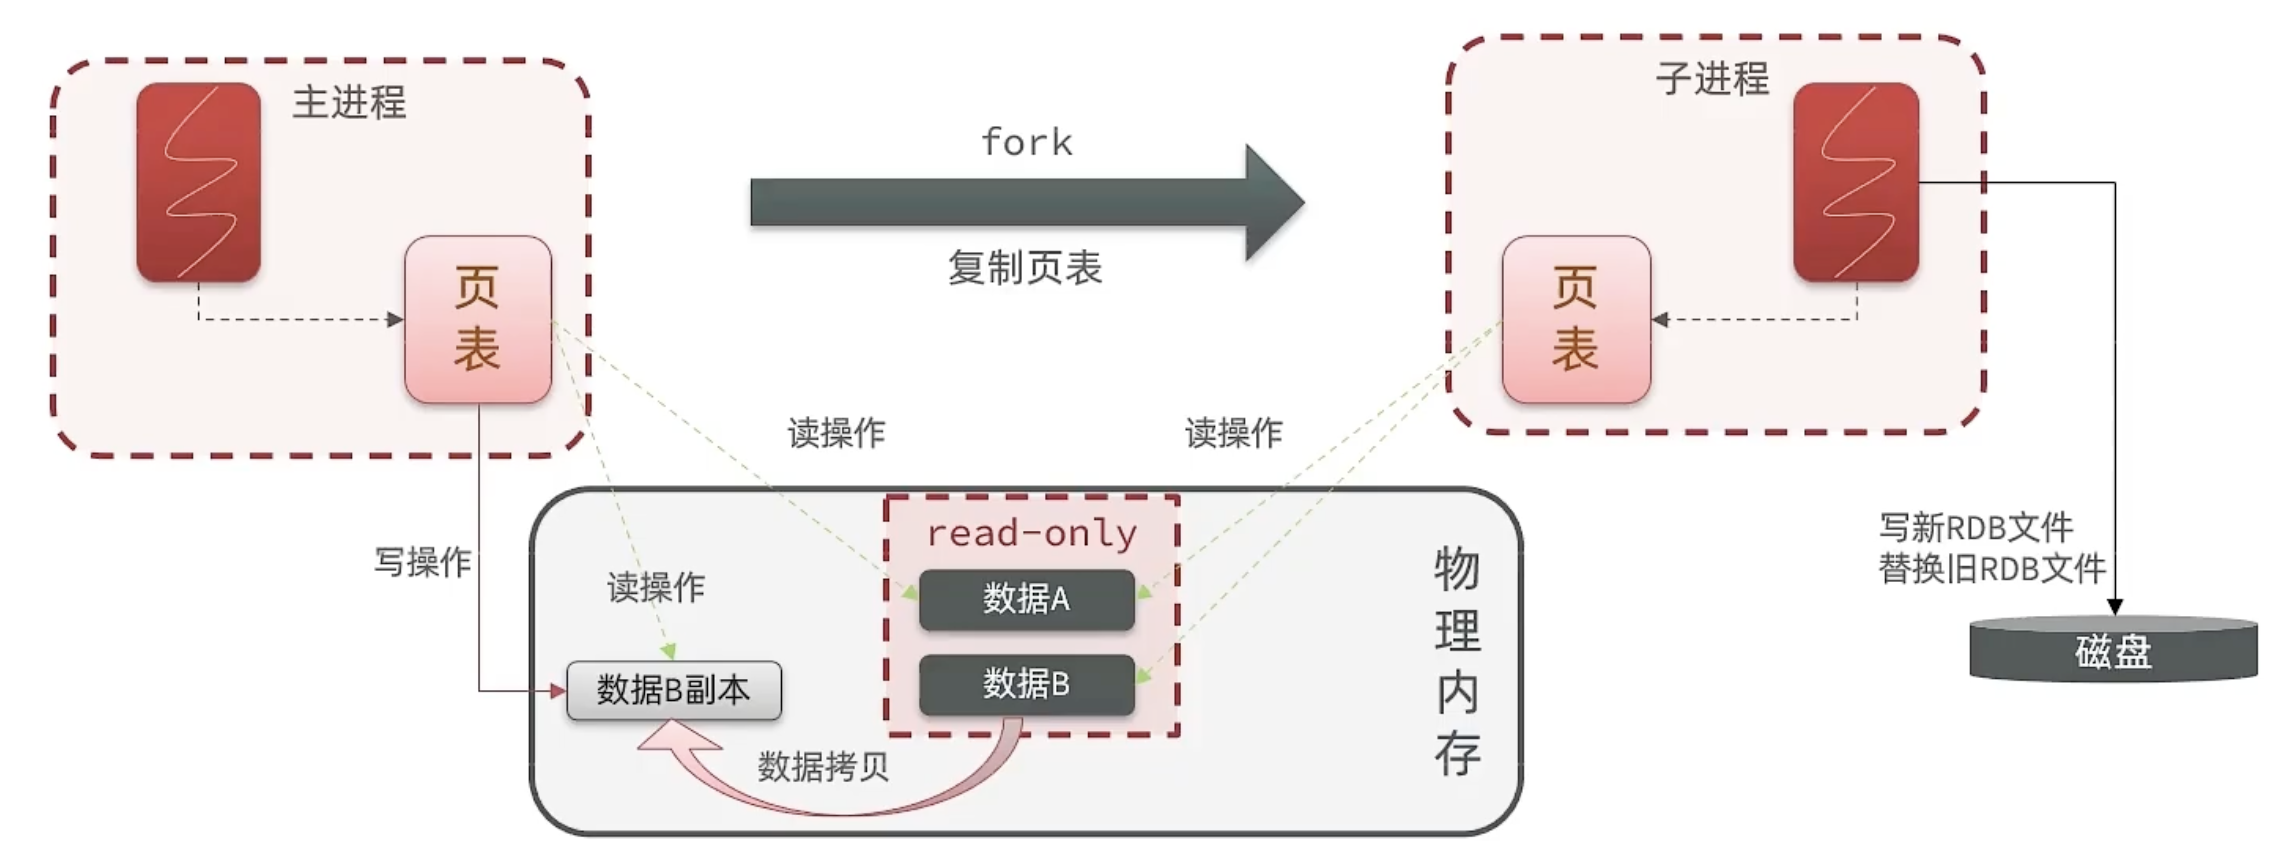 主进程
页
表
fork
复制页表
子进程
页
表
读操作
读操作
写操作
读操作
read-only
数据A
数据B
数据B副本
数据拷贝
物
理
内
存
写新RDB文件
替换旧RDB文件
磁盘